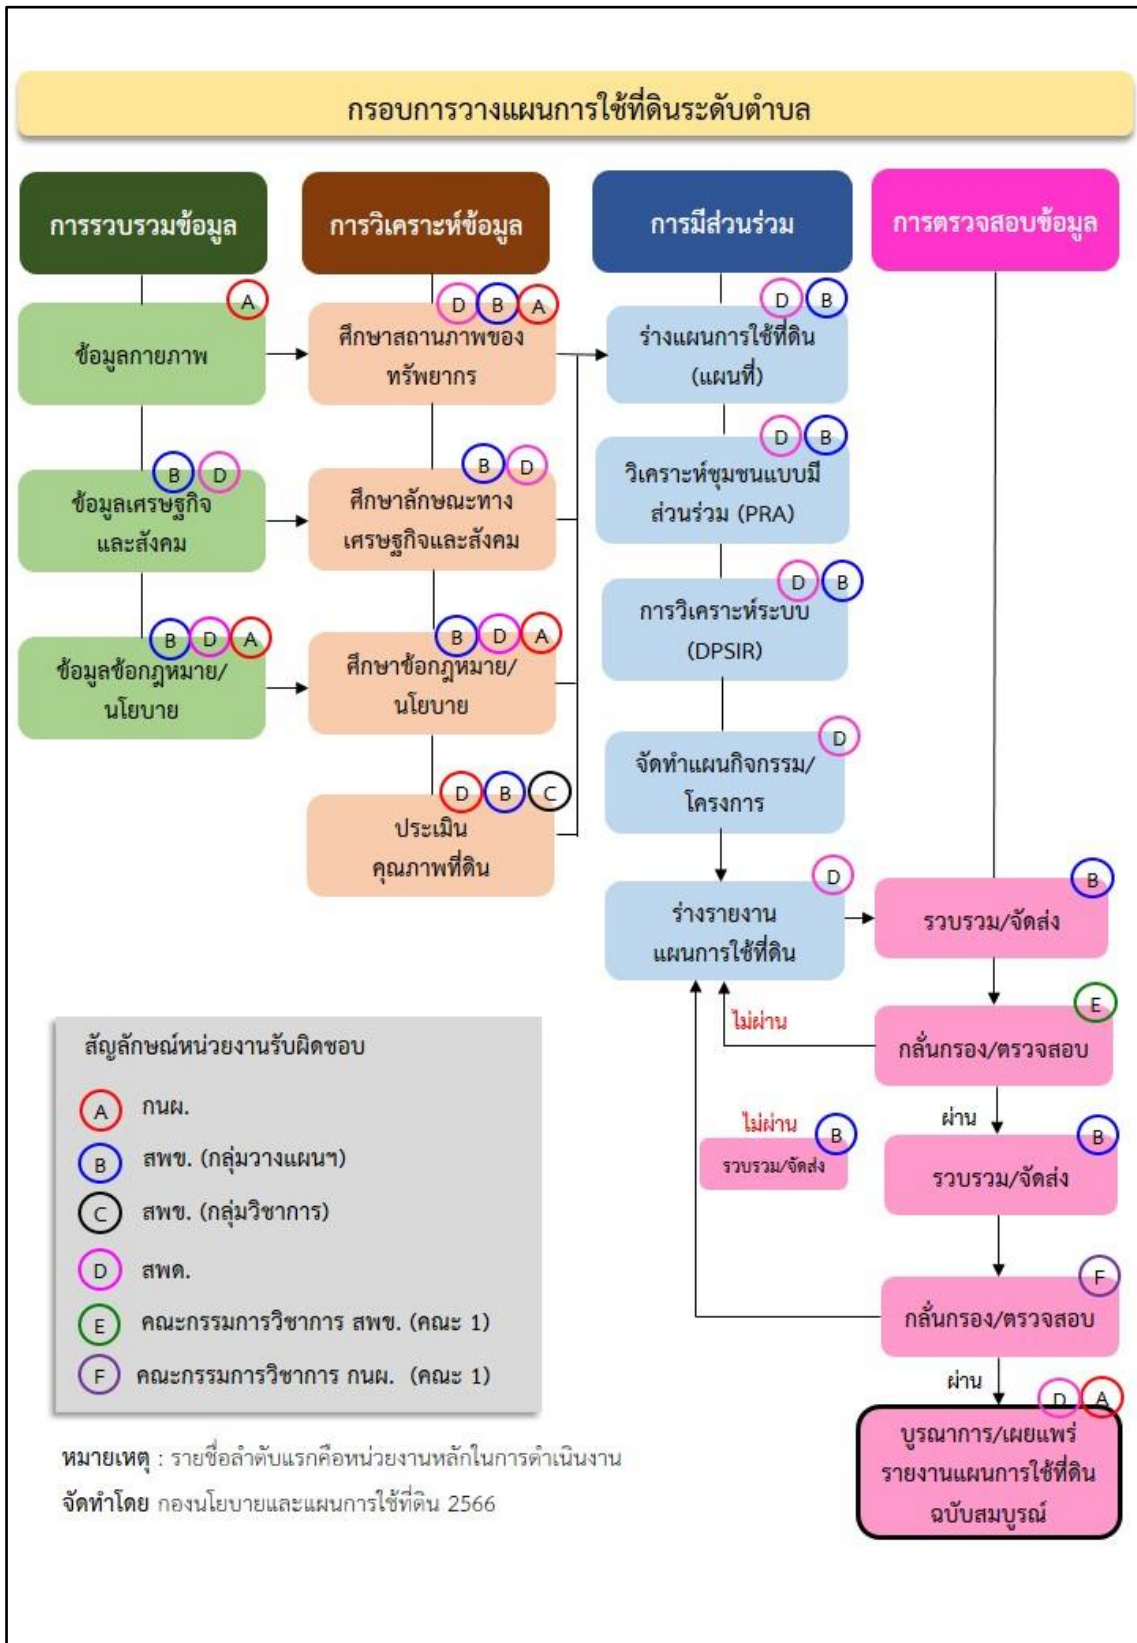 กรอบการวางแผนการใช้ที่ดินระดับตำบล
การรวบรวมข้อมูล
A
ข้อมูลกายภาพ
B D
ข้อมูลเศรษฐกิจ
และสังคม
B D A
ข้อมูลข้อกฎหมาย/
นโยบาย
การวิเคราะห์ข้อมูล
D B A
ศึกษาสถานภาพของ
ทรัพยากร
B D
ศึกษาลักษณะทาง
เศรษฐกิจและสังคม
B D A
ศึกษาข้อกฎหมาย/
นโยบาย
D B C
ประเมิน
คุณภาพที่ดิน
การมีส่วนร่วม
D B
ร่างแผนการใช้ที่ดิน
(แผนที่)
D B
วิเคราะห์ชุมชนแบบมี
ส่วนร่วม (PRA)
D B
การวิเคราะห์ระบบ
(DPSIR)
D
จัดทำแผนกิจกรรม/
โครงการ
D
ร่างรายงาน
แผนการใช้ที่ดิน
การตรวจสอบข้อมูล
B
รวบรวม/จัดส่ง
E
ไม่ผ่าน
กลั่นกรอง/ตรวจสอบ
ผ่าน
ไม่ผ่าน
B
รวบรวม/จัดส่ง
B
รวบรวม/จัดส่ง
F
กลั่นกรอง/ตรวจสอบ
ผ่าน
D A
บูรณาการ/เผยแพร่
รายงานแผนการใช้ที่ดิน
ฉบับสมบูรณ์
สัญลักษณ์หน่วยงานรับผิดชอบ
A กนผ.
B สพข. (กลุ่มวางแผนฯ)
C สพข. (กลุ่มวิชาการ)
D สพด.
E คณะกรรมการวิชาการ สพข. (คณะ 1)
F คณะกรรมการวิชาการ กนผ. (คณะ 1)
หมายเหตุ : รายชื่อลำดับแรกคือหน่วยงานหลักในการดำเนินงาน
จัดทำโดย กองนโยบายและแผนการใช้ที่ดิน 2566